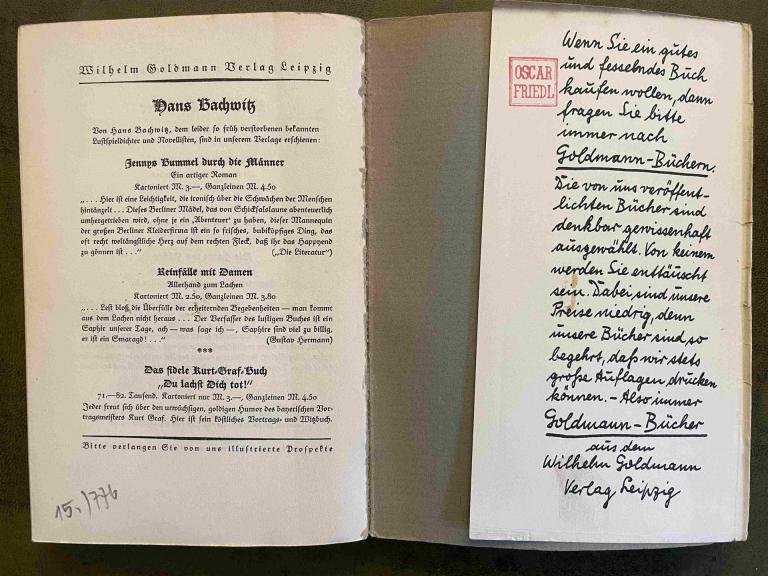 Wilhelm Goldmann Verlag Leipzig
Hans Bachwitz
Von Hans Bachwitz, dem leider so früh verstorbenen bekannten
Lustspieldichter und Novellisten, sind in unserem Verlage erschienen:
Jennys Bummel durch die Männer
Ein artiger Roman
Kartoniert M. 3.—, Ganzleinen M. 4.50
„... Hier ist eine Leichtigkeit, die ironisch über die Schwächen der Menschen
hintänzelt ... Dieses Berliner Mädel, das von Schicksalslaune abenteuerlich
umhergetrieben wird, ohne je ein ‚Abenteuer‘ zu haben, dieser Mannequin
der großen Berliner Kleiderfirma ist ein so frisches, bubiköpfiges Ding, das
oft recht weltängstliche Herz auf dem rechten Fleck, daß ihr das Happyend
zu gönnen ist ...“ („Die Literatur“)
Reinfälle mit Damen
Allerhand zum Lachen
Kartoniert M. 2.50, Ganzleinen M. 3.80
„... Lest bloß die Überfälle der erheiternden Begebenheiten — man kommt
aus dem Lachen nicht heraus ... Der Verfasser des lustigen Buches ist ein
Saphir unserer Tage, ach — was sage ich —, Saphire sind viel zu billig,
er ist ein Smaragd! ...“ (Gustav Hermann)
***
Das fidele Kurt-Graf-Buch
„Du lachst Dich tot!“
71.—82. Tausend. Kartoniert nur M. 3.—, Ganzleinen M. 4.50
Jeder freut sich über den urwüchsigen, goldigen Humor des bayerischen Vor-
tragsmeisters Kurt Graf. Hier ist sein köstliches Vortrags- und Witzbuch.
Bitte verlangen Sie von uns illustrierte Prospekte
15.-/776
OSCAR
FRIEDL
Wenn Sie ein gutes
und fesselndes Buch
kaufen wollen, dann
fragen Sie bitte
immer nach
Goldmann-Büchern.
Die von uns veröffent-
lichten Bücher sind
denkbar gewissenhaft
ausgewählt. Von keinem
werden Sie enttäuscht
sein. Dabei sind unsere
Preise niedrig, denn
unsere Bücher sind so
begehrt, daß wir stets
große Auflagen drucken
können. – Also immer
Goldmann-Bücher
aus dem
Wilhelm Goldmann
Verlag Leipzig